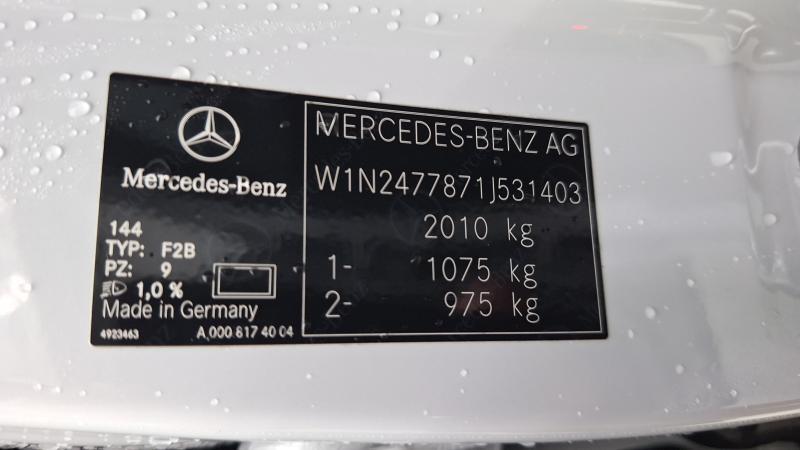 Mercedes-Benz
144
TYP: F2B
PZ: 9
1,0 %
Made in Germany
4923463 A 000 817 40 04
MERCEDES-BENZ AG
W1N2477871J531403
2010 kg
1- 1075 kg
2- 975 kg